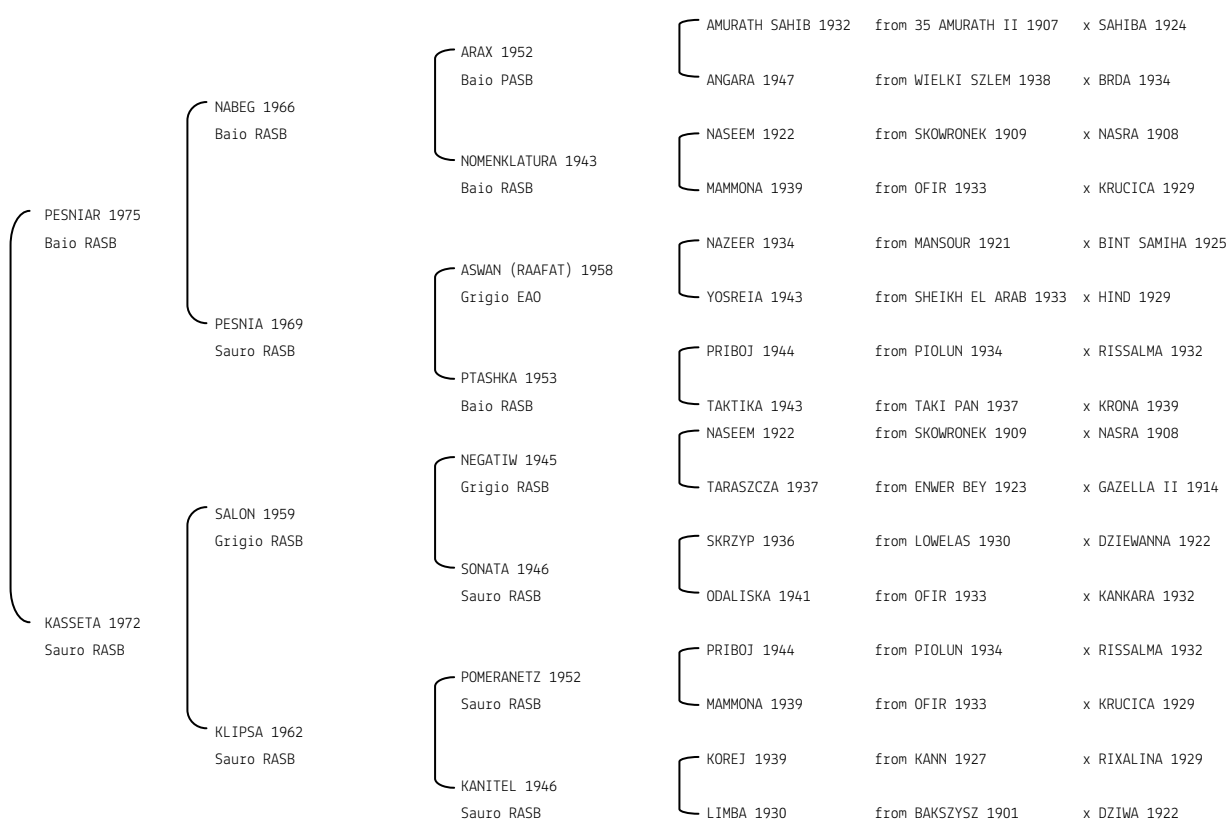 AMURATH SAHIB 1932 from 35 AMURATH II 1907 x SAHIBA 1924
ARAX 1952
Baio PASB
ANGARA 1947 from WIELKI SZLEM 1938 x BRDA 1934
NABEG 1966
Baio RASB
NASEEM 1922 from SKOWRONEK 1909 x NASRA 1908
NOMENKLATURA 1943
Baio RASB
MAMMONA 1939 from OFIR 1933 x KRUCICA 1929
PESNIAR 1975
Baio RASB
NAZEER 1934 from MANSOUR 1921 x BINT SAMIHA 1925
ASWAN (RAAFAT) 1958
Grigio EAO
YOSREIA 1943 from SHEIKH EL ARAB 1933 x HIND 1929
PESNIA 1969
Sauro RASB
PRIBOJ 1944 from PIOLUN 1934 x RISSALMA 1932
PTASHKA 1953
Baio RASB
TAKTIKA 1943 from TAKI PAN 1937 x KRONA 1939
NASEEM 1922 from SKOWRONEK 1909 x NASRA 1908
NEGATIW 1945
Grigio RASB
TARASZCZA 1937 from ENWER BEY 1923 x GAZELLA II 1914
SALON 1959
Grigio RASB
SKRZYP 1936 from LOWELAS 1930 x DZIEWANNA 1922
SONATA 1946
Sauro RASB
ODALISKA 1941 from OFIR 1933 x KANKARA 1932
KASSETA 1972
Sauro RASB
PRIBOJ 1944 from PIOLUN 1934 x RISSALMA 1932
POMERANETZ 1952
Sauro RASB
MAMMONA 1939 from OFIR 1933 x KRUCICA 1929
KLIPSA 1962
Sauro RASB
KOREJ 1939 from KANN 1927 x RIXALINA 1929
KANITEL 1946
Sauro RASB
LIMBA 1930 from BAKSZYSZ 1901 x DZIWA 1922